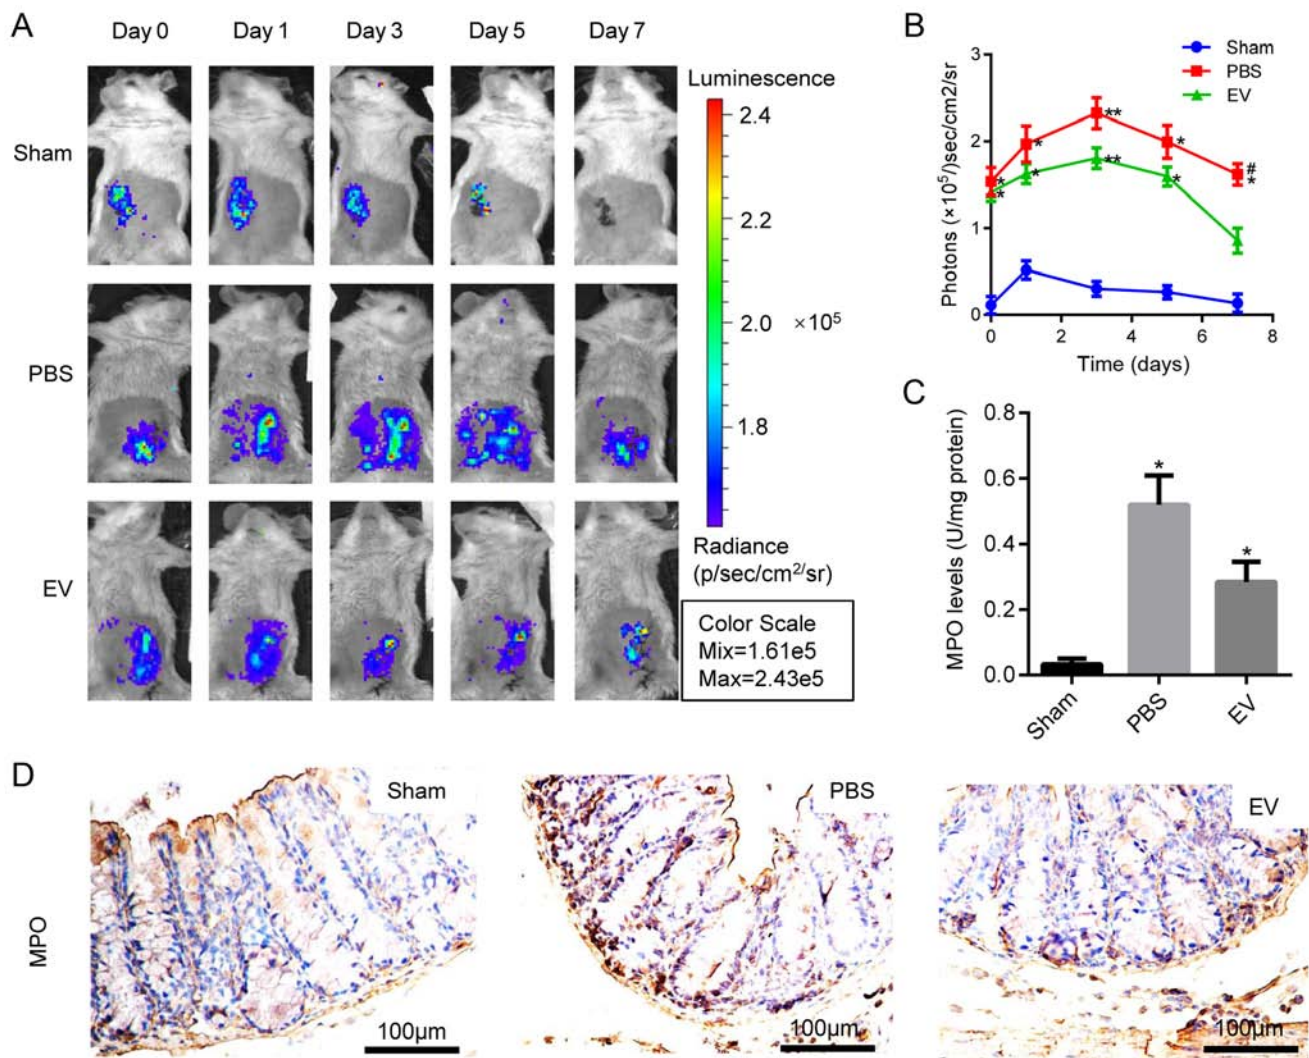 A
Day 0 Day 1 Day 3 Day 5 Day 7
Sham
PBS
EV
Luminescence
2.4
2.2
2.0 ×10⁵
1.8
Radiance
(p/sec/cm²/sr)
Color Scale
Mix=1.61e5
Max=2.43e5
B
Photons (×10⁵)/sec/cm2/sr)
3
2
1
0
0 2 4 6 8
Time (days)
Sham
PBS
EV
*
*
*
*
**
**
*
*
#
*
C
MPO levels (U/mg protein)
0.8
0.6
0.4
0.2
0.0
*
*
Sham PBS EV
D
MPO
Sham
100μm
PBS
100μm
EV
100μm